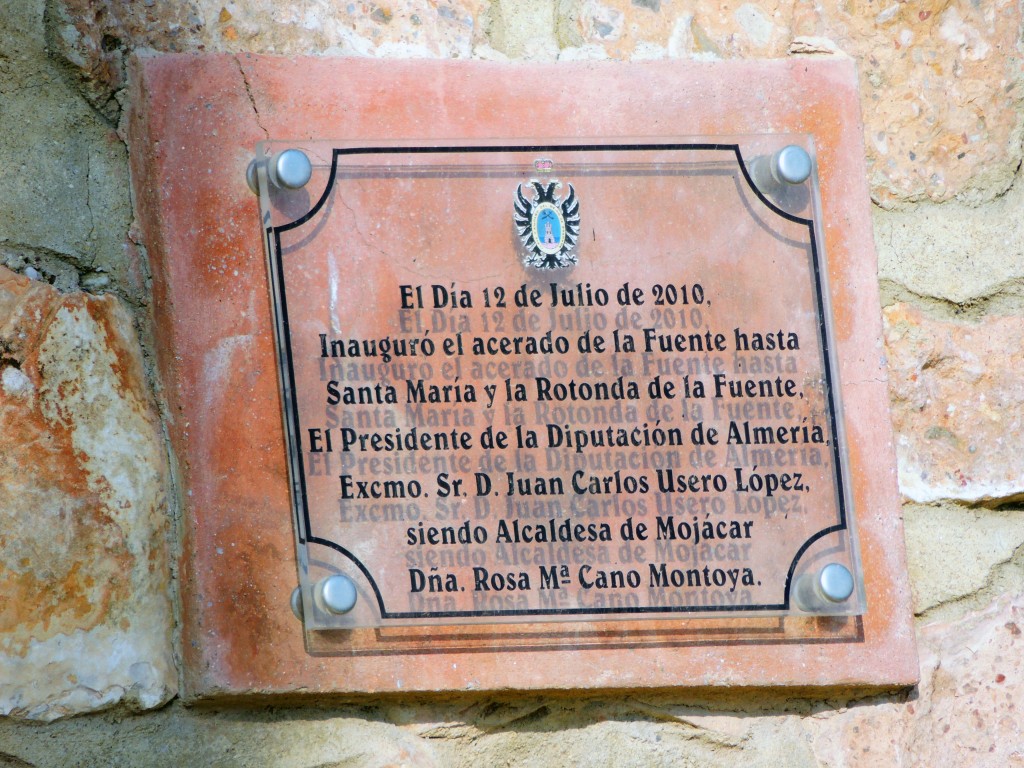 El Día 12 de Julio de 2010,
Inauguró el acerado de la Fuente hasta
Santa María y la Rotonda de la Fuente,
El Presidente de la Diputación de Almería,
Excmo. Sr. D. Juan Carlos Usero López,
siendo Alcaldesa de Mojácar
Dña. Rosa Mª Cano Montoya.